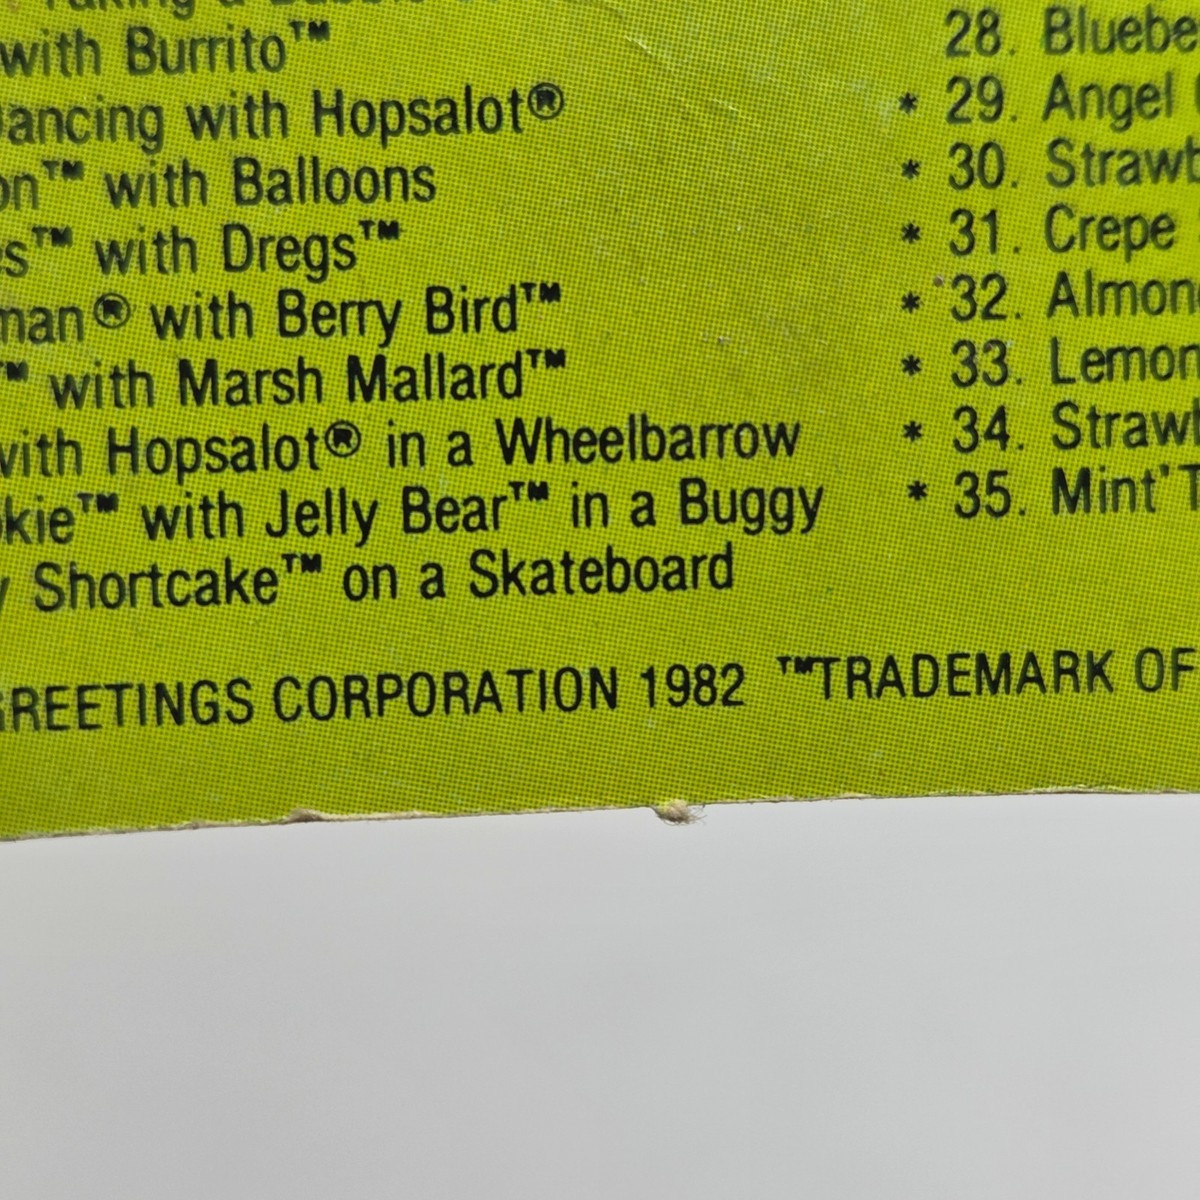 with Burrito™
ancing with Hopsalot®
on™ with Balloons
s™ with Dregs™
man® with Berry Bird™
™ with Marsh Mallard™
with Hopsalot® in a Wheelbarrow
kie™ with Jelly Bear™ in a Buggy
y Shortcake™ on a Skateboard
28. Bluebe
* 29. Angel
* 30. Strawb
* 31. Crepe
* 32. Almon
* 33. Lemon
* 34. Straw
* 35. Mint T
GREETINGS CORPORATION 1982 ™TRADEMARK OF